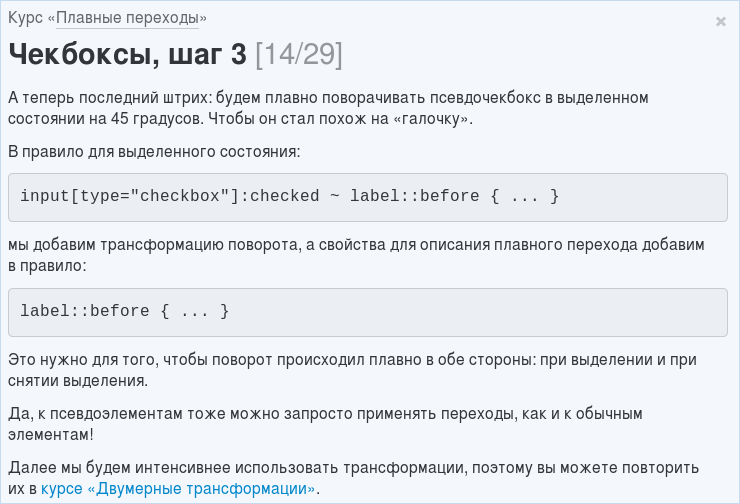 Курс «Плавные переходы»
×
Чекбоксы, шаг 3 [14/29]
А теперь последний штрих: будем плавно поворачивать псевдочекбокс в выделенном
состоянии на 45 градусов. Чтобы он стал похож на «галочку».
В правило для выделенного состояния:
input[type="checkbox"]:checked ~ label::before { ... }
мы добавим трансформацию поворота, а свойства для описания плавного перехода добавим
в правило:
label::before { ... }
Это нужно для того, чтобы поворот происходил плавно в обе стороны: при выделении и при
снятии выделения.
Да, к псевдоэлементам тоже можно запросто применять переходы, как и к обычным
элементам!
Далее мы будем интенсивнее использовать трансформации, поэтому вы можете повторить
их в курсе «Двумерные трансформации».